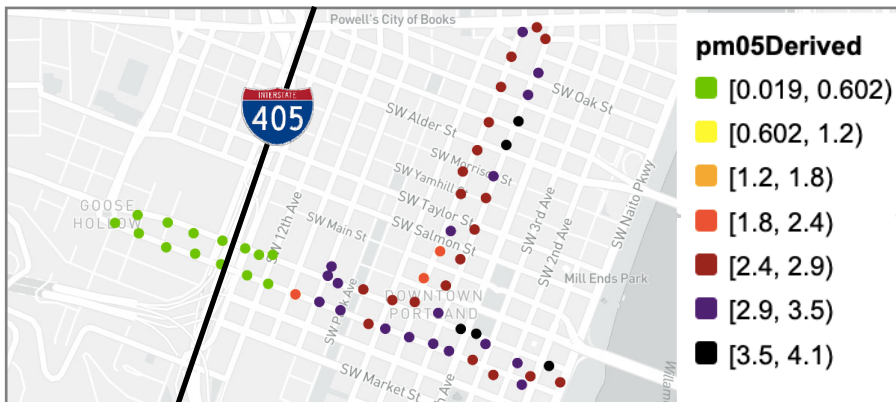 Powell's City of Books
INTERSTATE
405
SW Oak St
SW Alder St
SW Morrison St
SW Yamhill St
SW Taylor St
SW Salmon St
SW Main St
SW 12th Ave
SW Park Ave
SW 3rd Ave
SW 2nd Ave
SW Naito Pkwy
GOOSE
HOLLOW
Mill Ends Park
DOWNTOWN
PORTLAND
SW Market St
Ave
pm05Derived
[0.019, 0.602)
[0.602, 1.2)
[1.2, 1.8)
[1.8, 2.4)
[2.4, 2.9)
[2.9, 3.5)
[3.5, 4.1)